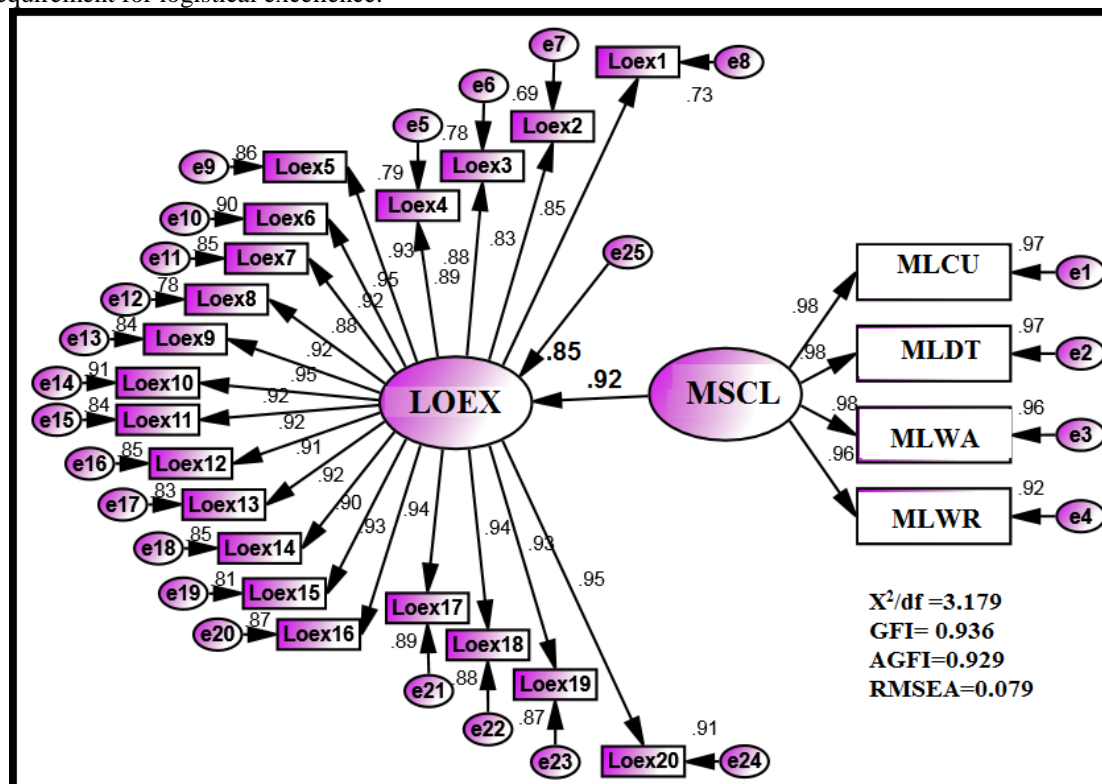 equirement for logistical excellence.
e7
Loex1
e8
.73
e6
.69
Loex2
e5
.78
Loex3
e9
.86
Loex5
.79
Loex4
e10
.90
Loex6
e11
.85
Loex7
e12
.78
Loex8
e13
.84
Loex9
e14
.91
Loex10
e15
.84
Loex11
e16
.85
Loex12
e17
.83
Loex13
e18
.85
Loex14
e19
.81
Loex15
e20
.87
Loex16
.93
.88
.89
.83
.85
e25
.95
.92
.88
.92
.95
.92
.92
.91
.92
.90
.93
.94
.94
.93
.95
LOEX
.85
.92
MSCL
.98
.98
.98
.96
MLCU
.97
e1
MLDT
.97
e2
MLWA
.96
e3
MLWR
.92
e4
Loex17
.89
e21
Loex18
.88
e22
Loex19
.87
e23
Loex20
.91
e24
X²/df =3.179
GFI= 0.936
AGFI=0.929
RMSEA=0.079